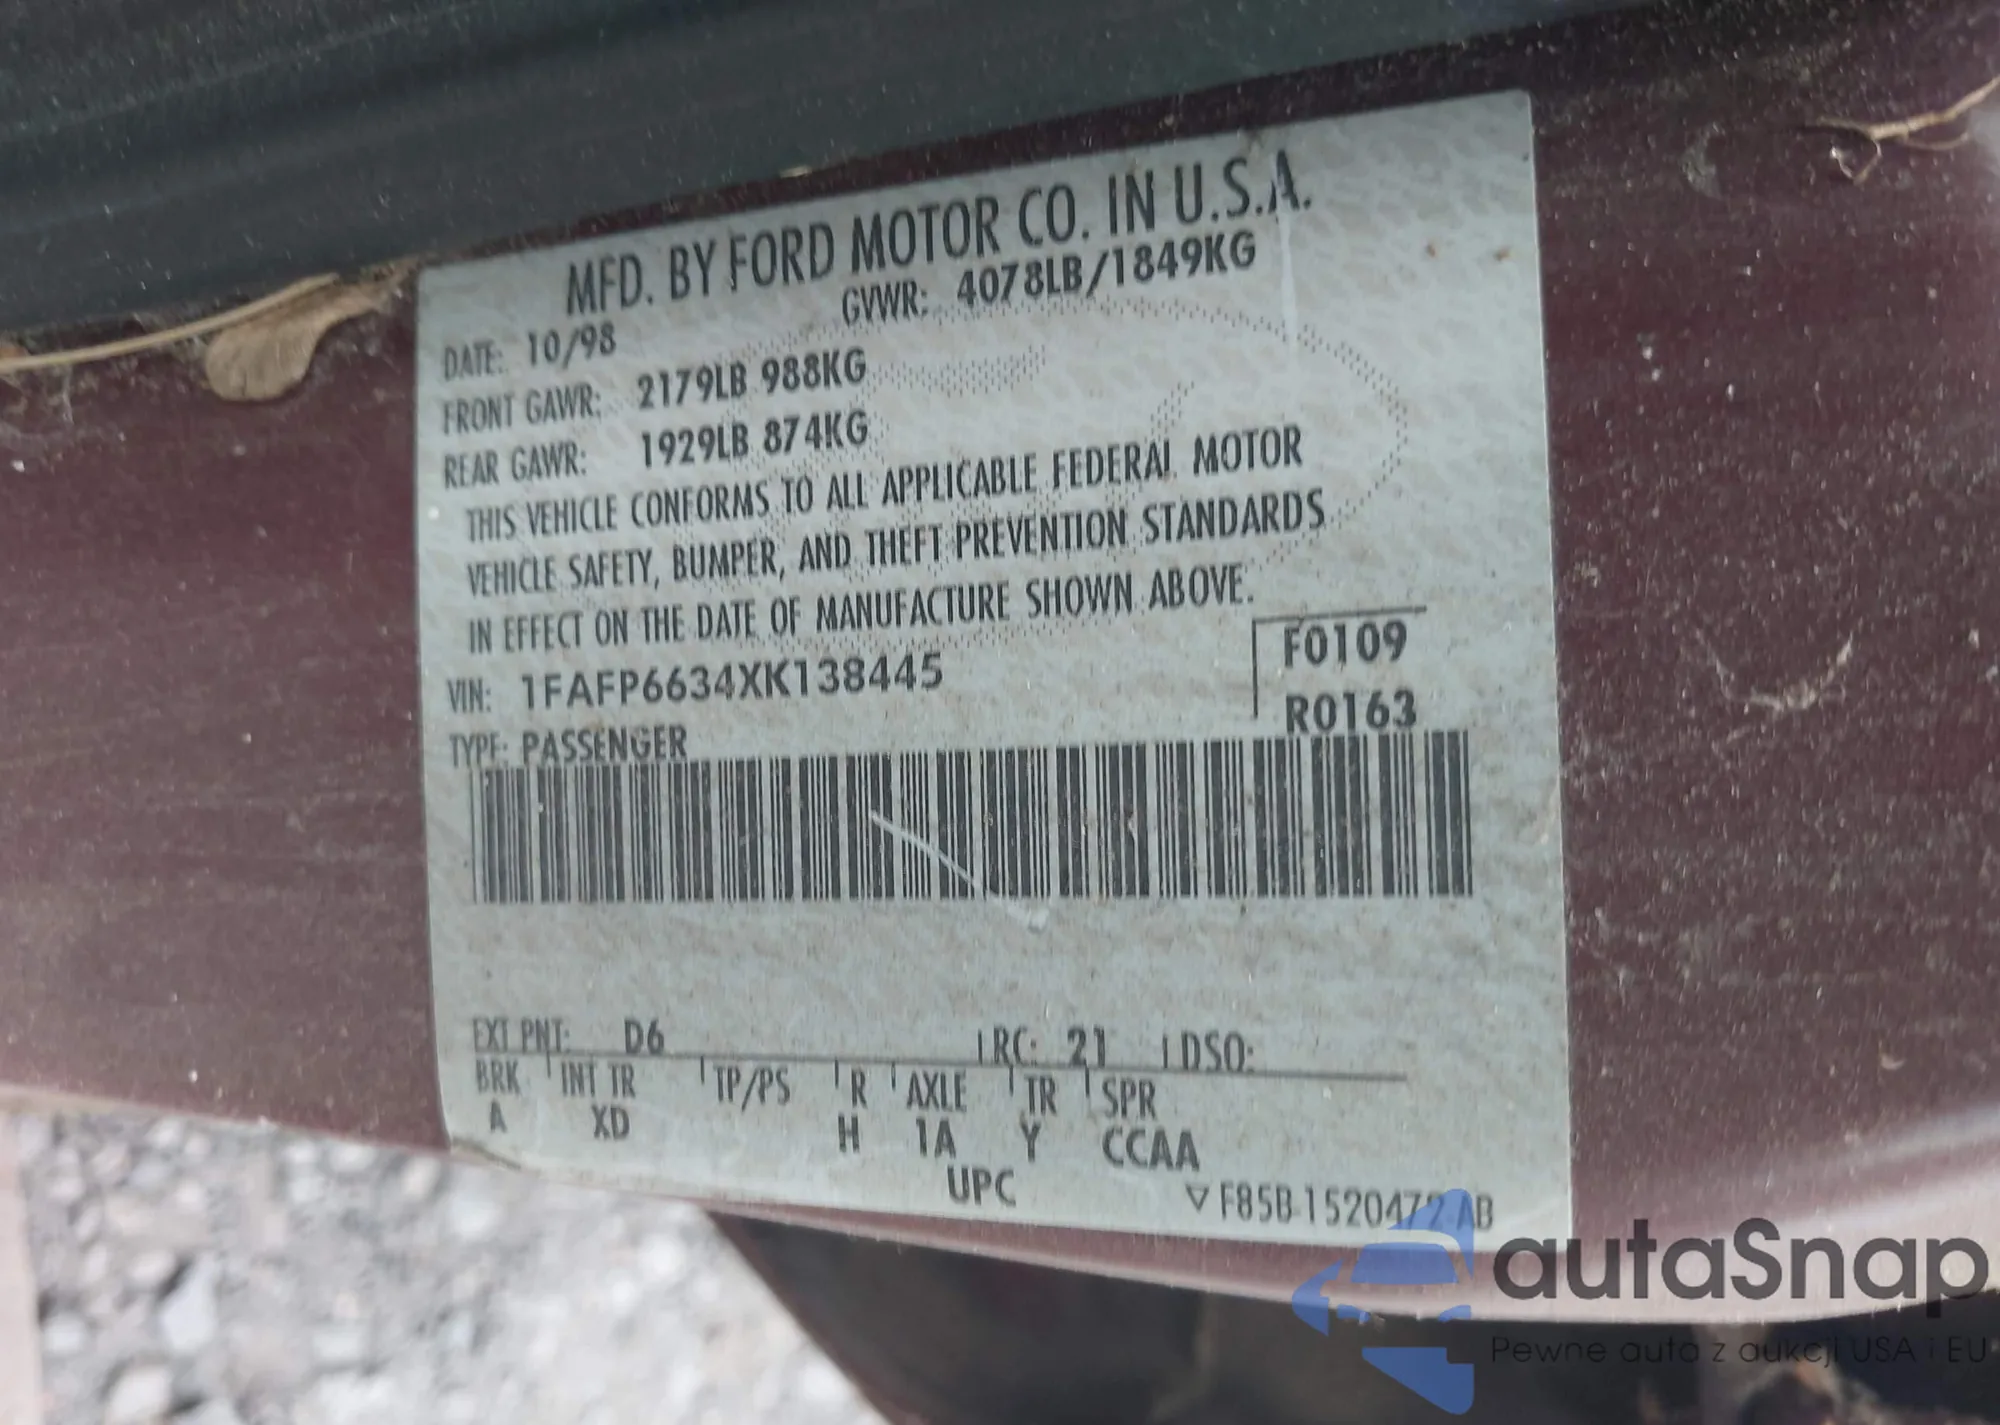 MFD. BY FORD MOTOR CO. IN U.S.A.
DATE: 10/98 GVWR: 4078LB/1849KG
FRONT GAWR: 2179LB 988KG
REAR GAWR: 1929LB 874KG
THIS VEHICLE CONFORMS TO ALL APPLICABLE FEDERAL MOTOR
VEHICLE SAFETY, BUMPER, AND THEFT PREVENTION STANDARDS
IN EFFECT ON THE DATE OF MANUFACTURE SHOWN ABOVE.
VIN: 1FAFP6634XK138445 F0109
TYPE: PASSENGER R0163
EXT PNT: D6 RC: 21 DSO:
BRK INT TR TP/PS R AXLE TR SPR
A XD H 1A Y CCAA
UPC ▽ F85B-1520472-AB
autaSnap
Pewne auta z aukcji USA i EU